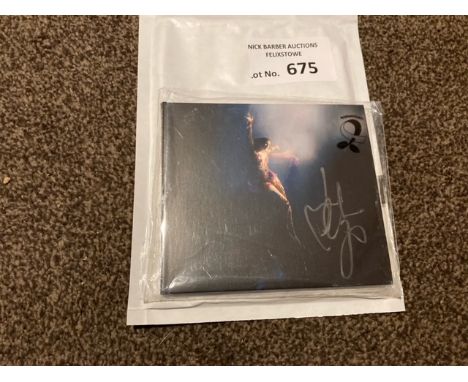 NICK BARBER AUCTIONS
FELIXSTOWE
Lot No. 675